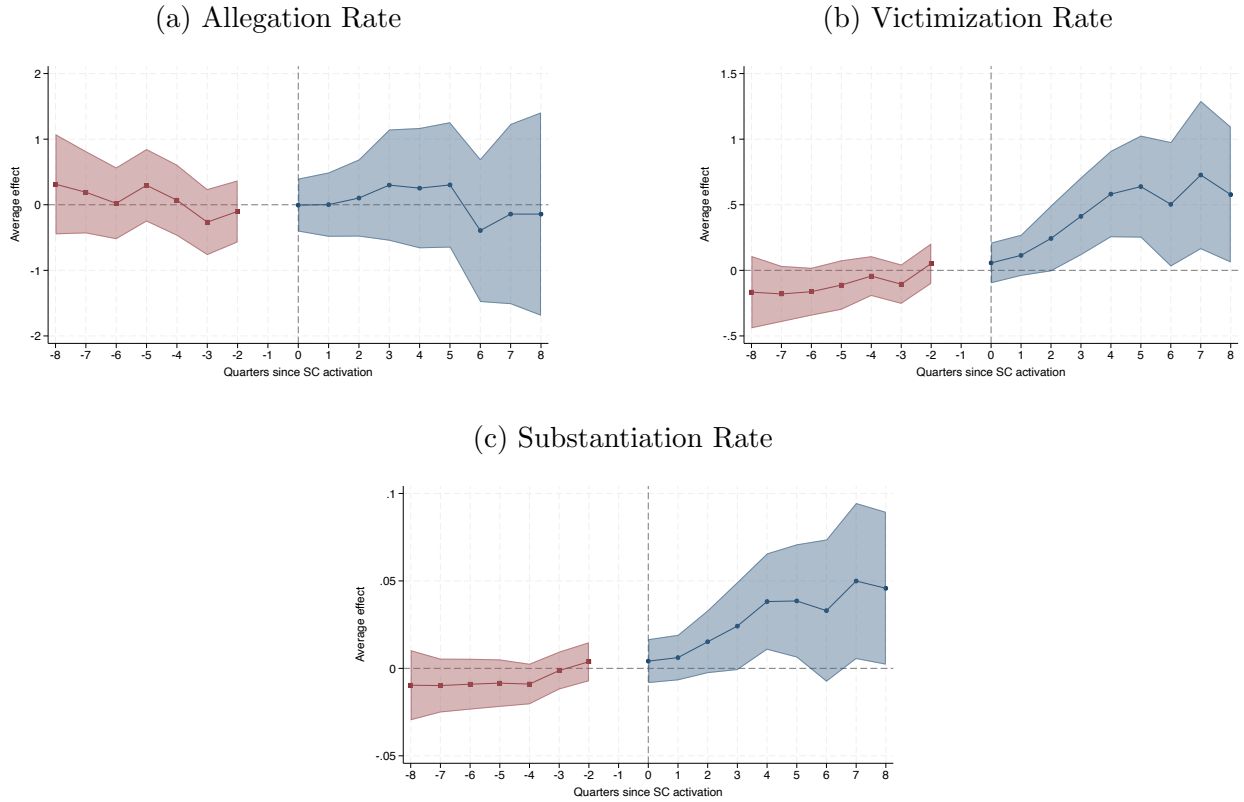 (a) Allegation Rate
2
1
0
-1
-2
Average effect
-8 -7 -6 -5 -4 -3 -2 -1 0 1 2 3 4 5 6 7 8
Quarters since SC activation
(b) Victimization Rate
1.5
1
.5
0
-.5
Average effect
-8 -7 -6 -5 -4 -3 -2 -1 0 1 2 3 4 5 6 7 8
Quarters since SC activation
(c) Substantiation Rate
.1
.05
0
-.05
Average effect
-8 -7 -6 -5 -4 -3 -2 -1 0 1 2 3 4 5 6 7 8
Quarters since SC activation